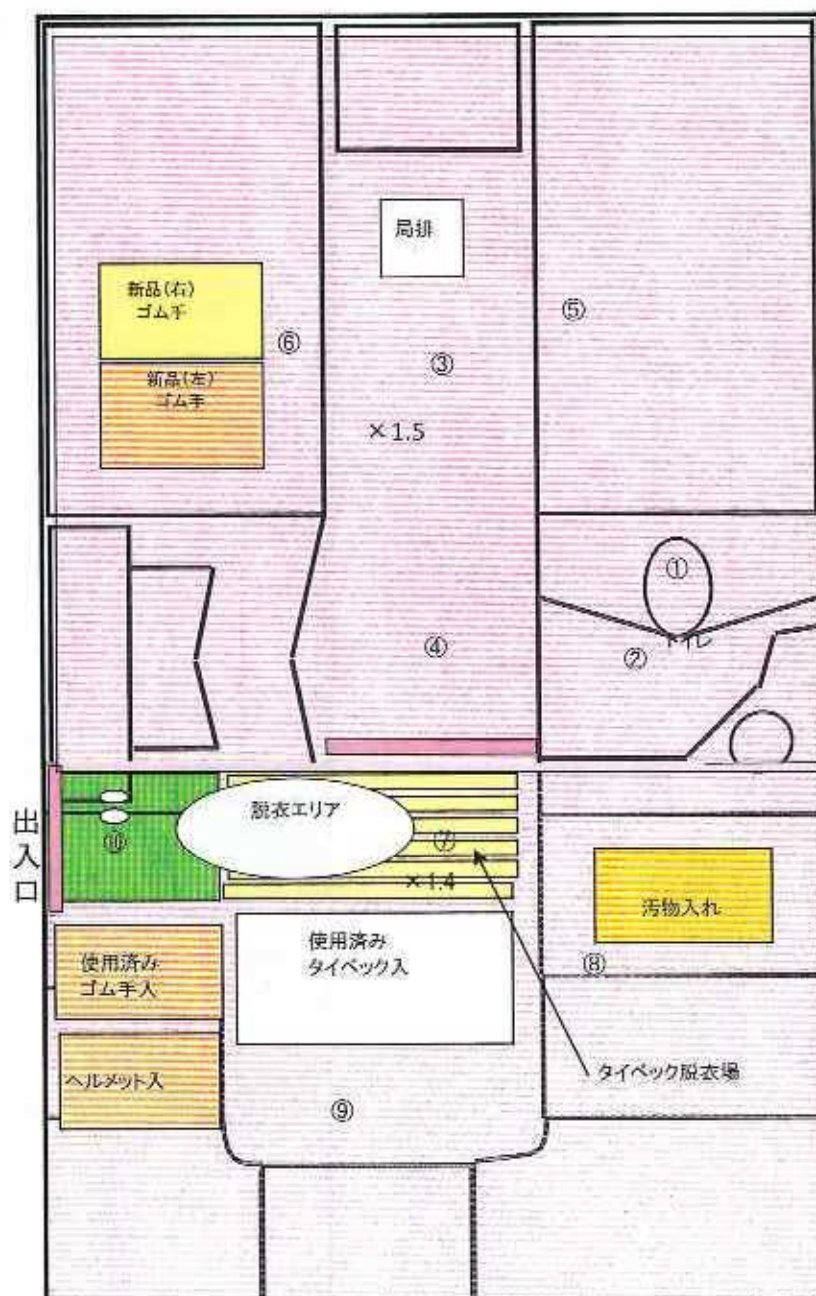 局排
新品(右)
ゴム手
⑤
⑥
③
新品(左)
ゴム手
×1.5
①
④
②
トイレ
出入口
脱衣エリア
⑦
⑩
×1.4
汚物入れ
使用済み
タイベック入
使用済み
ゴム手入
⑧
タイベック脱衣場
ヘルメット入
⑨